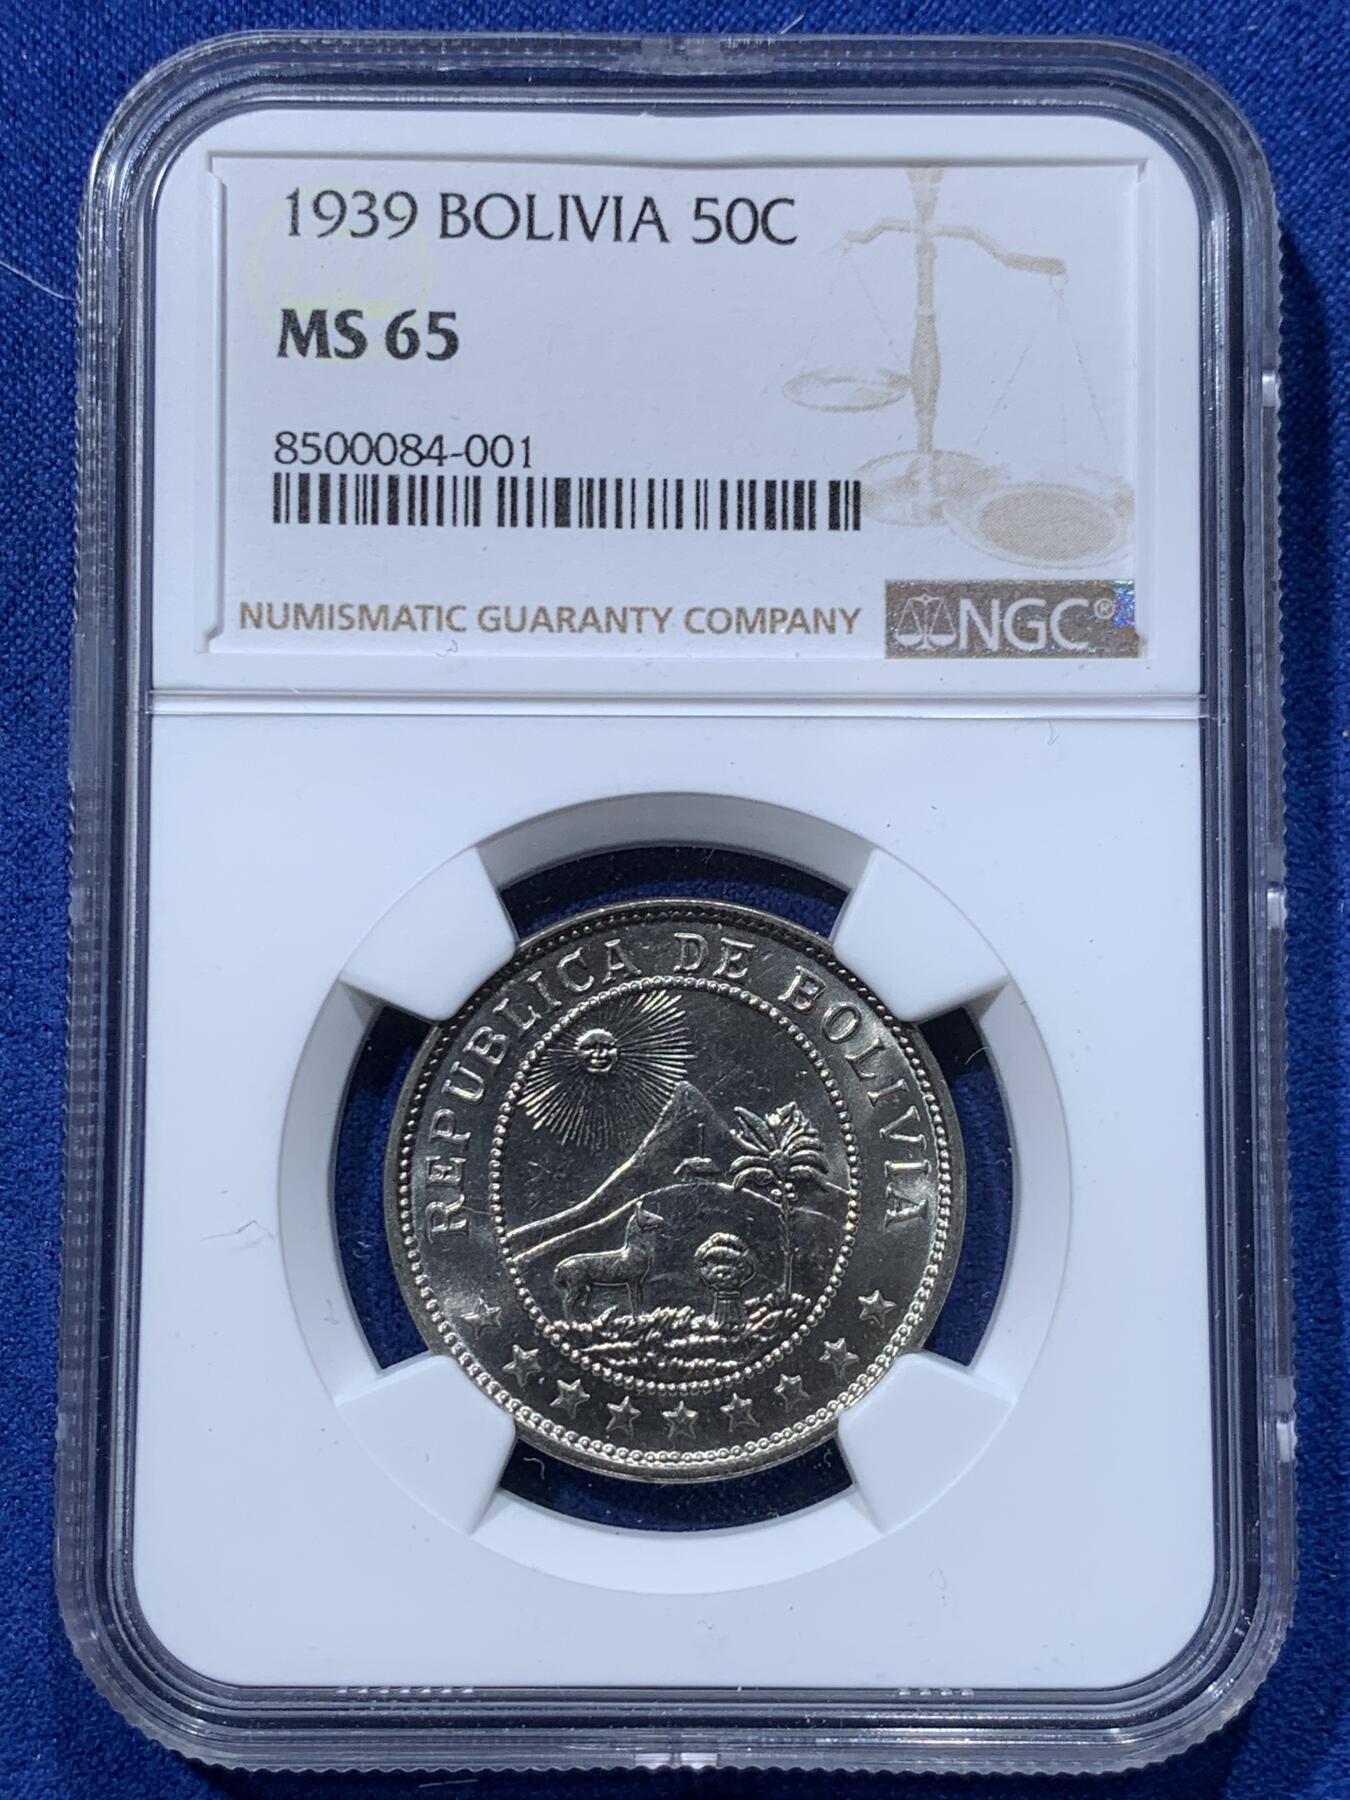 1939 BOLIVIA 50C
MS 65
8500084-001
NUMISMATIC GUARANTY COMPANY
NGC®
REPUBLICA DE BOLIVIA